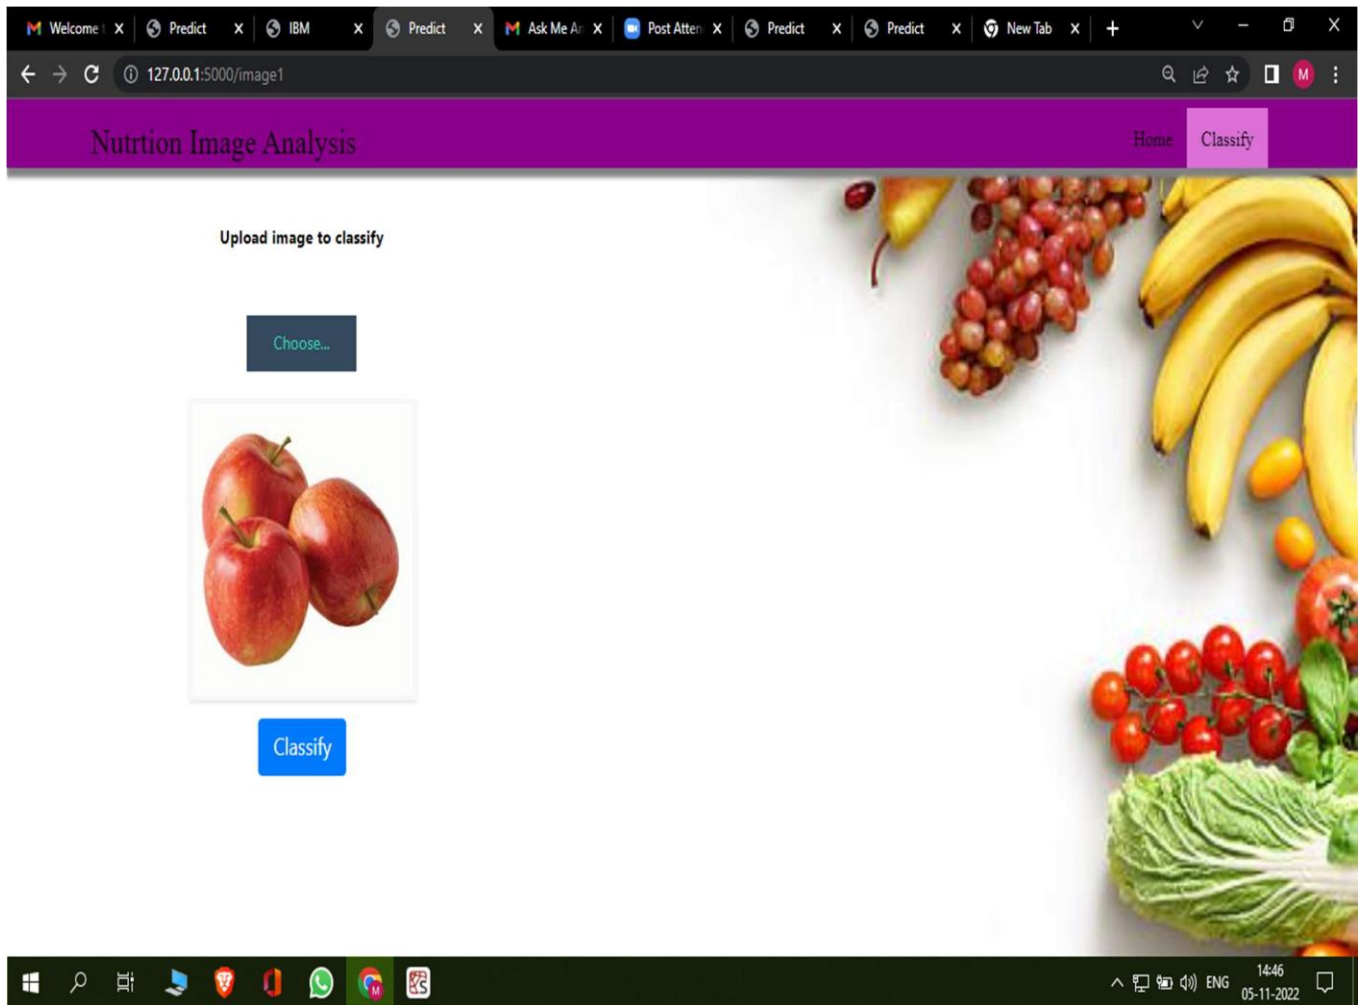 Welcome t Predict IBM Predict Ask Me An Post Atten Predict Predict New Tab
127.0.0.1:5000/image1 M
Nutrtion Image Analysis Home Classify
Upload image to classify
Choose...
Classify
ENG 14:46
05-11-2022